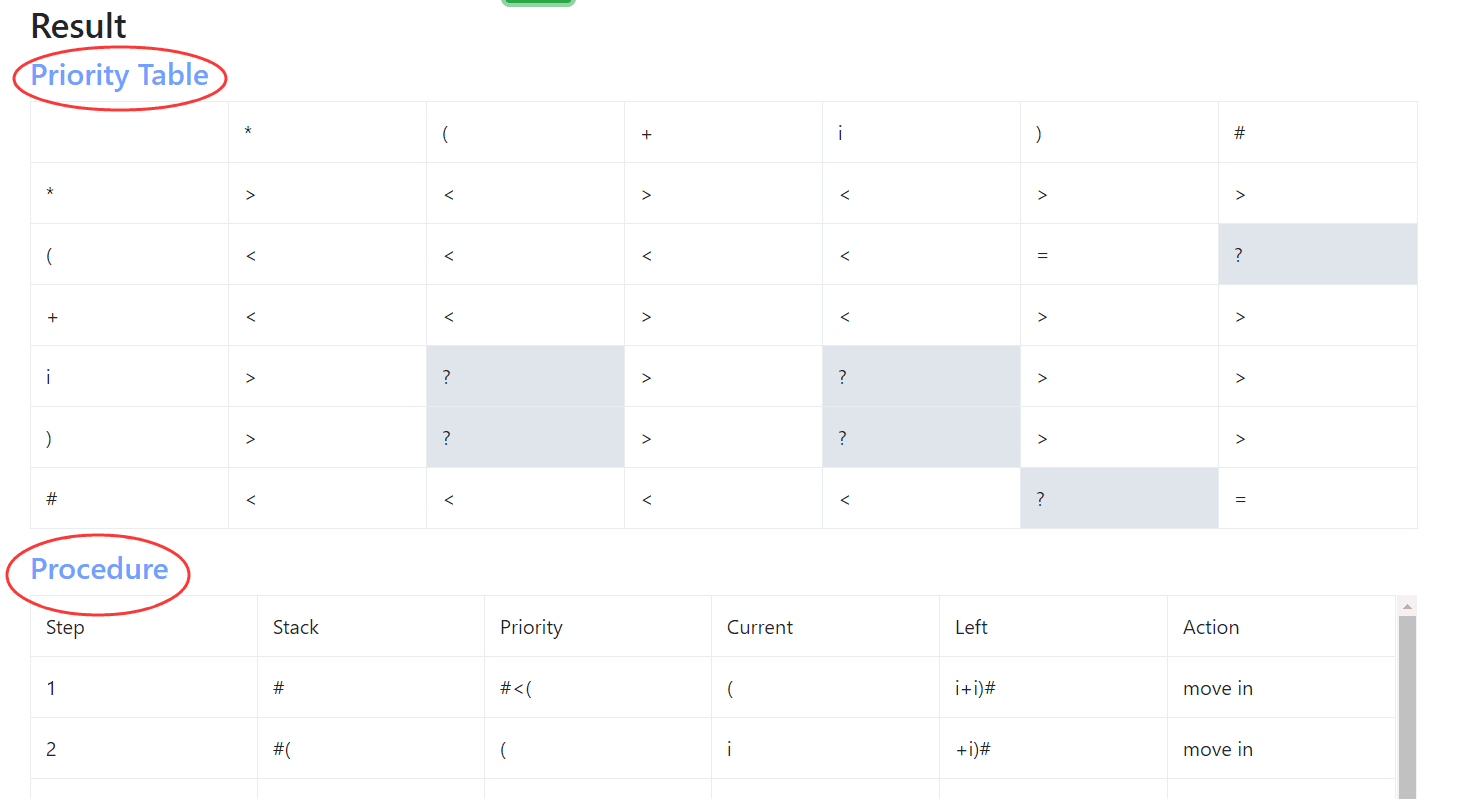 Result
Priority Table
* ( + i ) #
* > < > < > >
( < < < < = ?
+ < < > < > >
i > ? > ? > >
) > ? > ? > >
# < < < < ? =
Procedure
Step Stack Priority Current Left Action
1 # #<( ( i+i)# move in
2 #( ( i +i)# move in